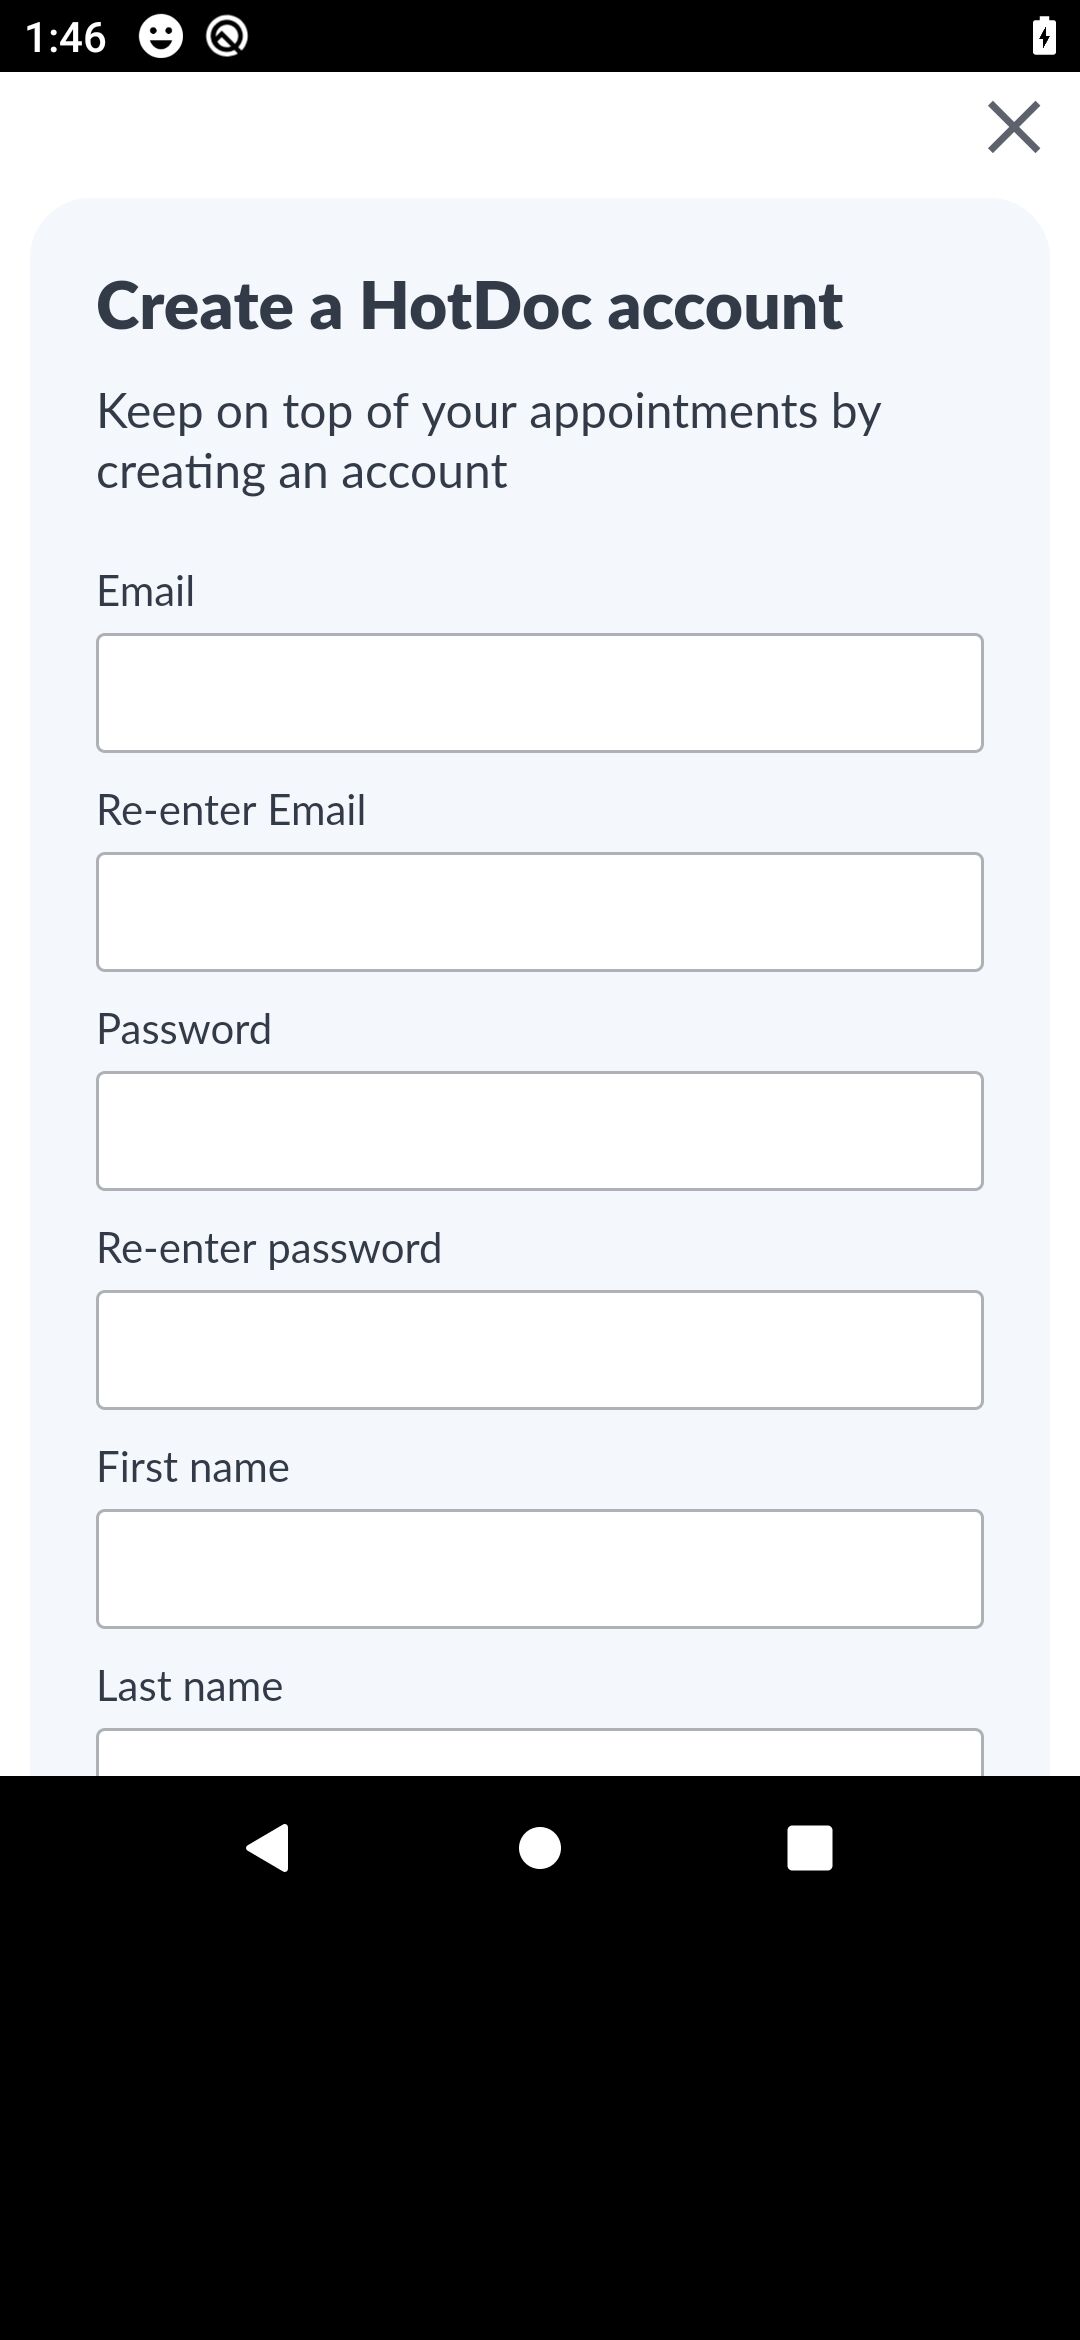 1:46
Create a HotDoc account
Keep on top of your appointments by
creating an account
Email
Re-enter Email
Password
Re-enter password
First name
Last name